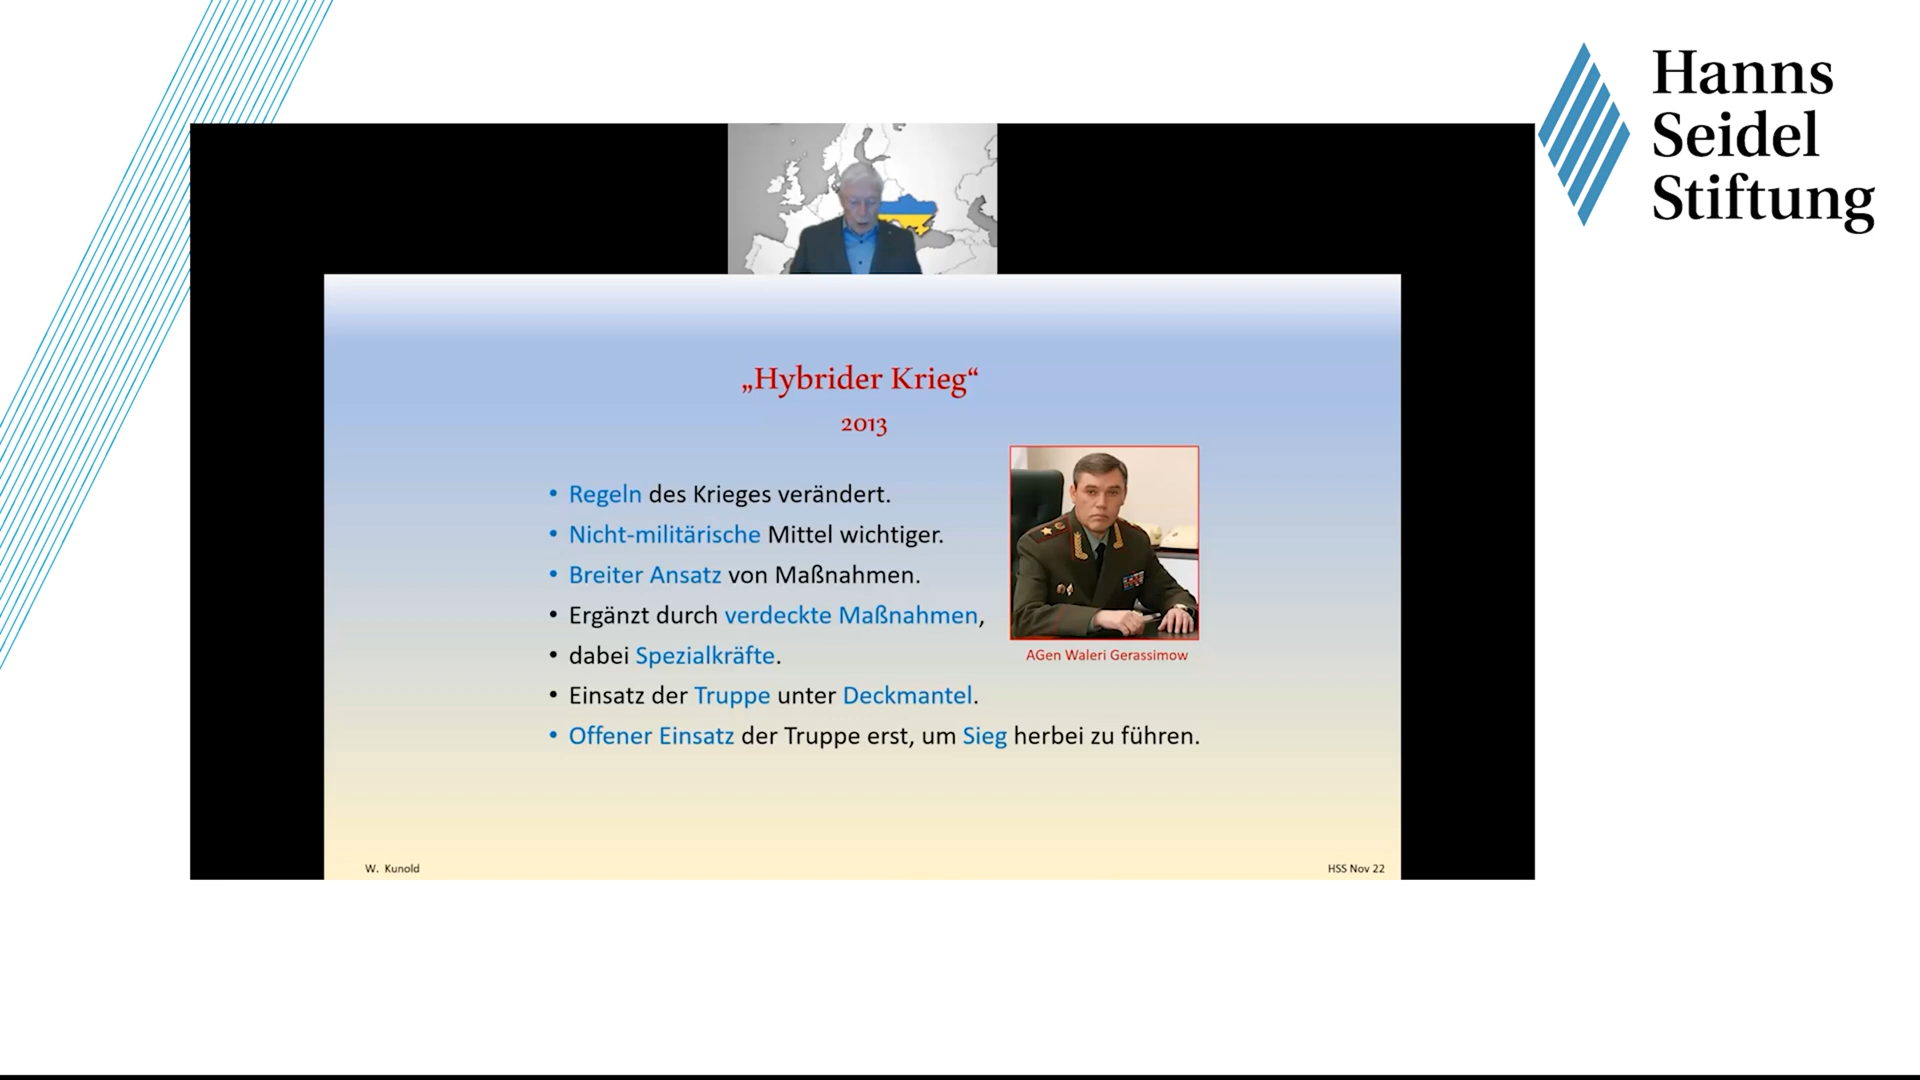 Hanns
Seidel
Stiftung
„Hybrider Krieg“
2013
• Regeln des Krieges verändert.
• Nicht-militärische Mittel wichtiger.
• Breiter Ansatz von Maßnahmen.
• Ergänzt durch verdeckte Maßnahmen,
• dabei Spezialkräfte.
• Einsatz der Truppe unter Deckmantel.
• Offener Einsatz der Truppe erst, um Sieg herbei zu führen.
AGen Waleri Gerassimow
W. Kunold
HSS Nov 22